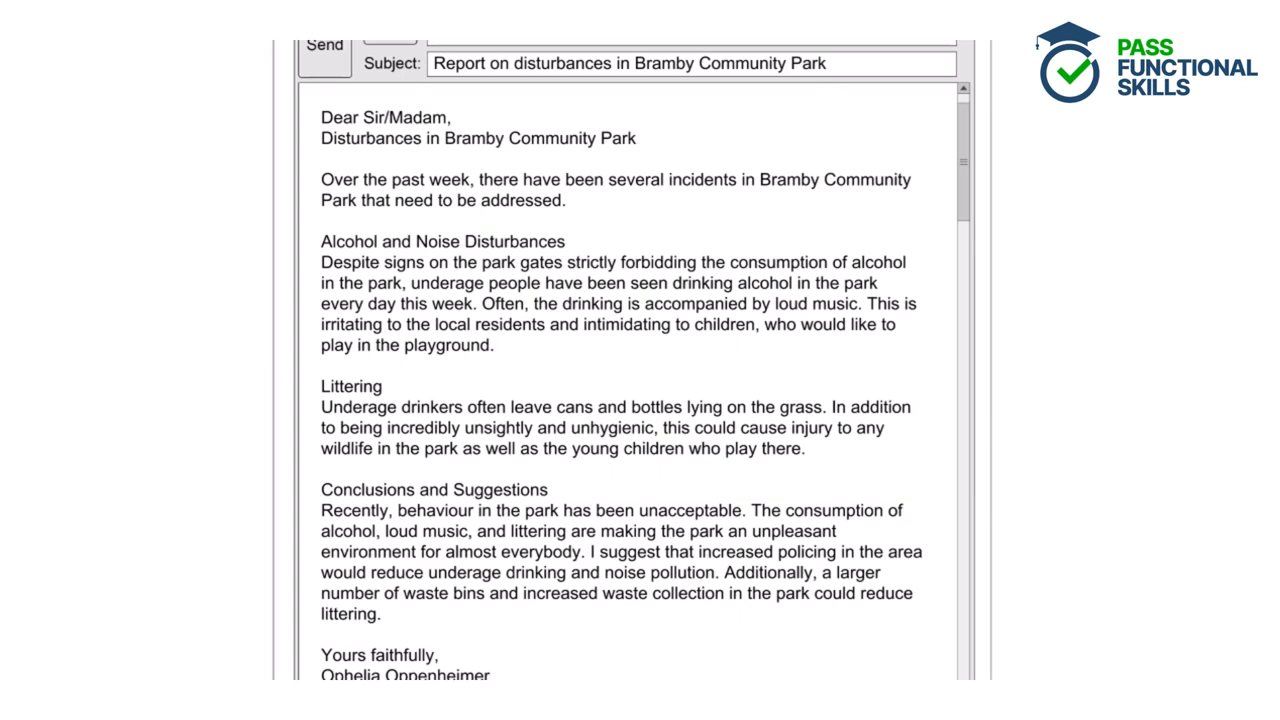 Send
Subject: Report on disturbances in Bramby Community Park
PASS
FUNCTIONAL
SKILLS
Dear Sir/Madam,
Disturbances in Bramby Community Park
Over the past week, there have been several incidents in Bramby Community
Park that need to be addressed.
Alcohol and Noise Disturbances
Despite signs on the park gates strictly forbidding the consumption of alcohol
in the park, underage people have been seen drinking alcohol in the park
every day this week. Often, the drinking is accompanied by loud music. This is
irritating to the local residents and intimidating to children, who would like to
play in the playground.
Littering
Underage drinkers often leave cans and bottles lying on the grass. In addition
to being incredibly unsightly and unhygienic, this could cause injury to any
wildlife in the park as well as the young children who play there.
Conclusions and Suggestions
Recently, behaviour in the park has been unacceptable. The consumption of
alcohol, loud music, and littering are making the park an unpleasant
environment for almost everybody. I suggest that increased policing in the area
would reduce underage drinking and noise pollution. Additionally, a larger
number of waste bins and increased waste collection in the park could reduce
littering.
Yours faithfully,
Ophelia Oppenheimer